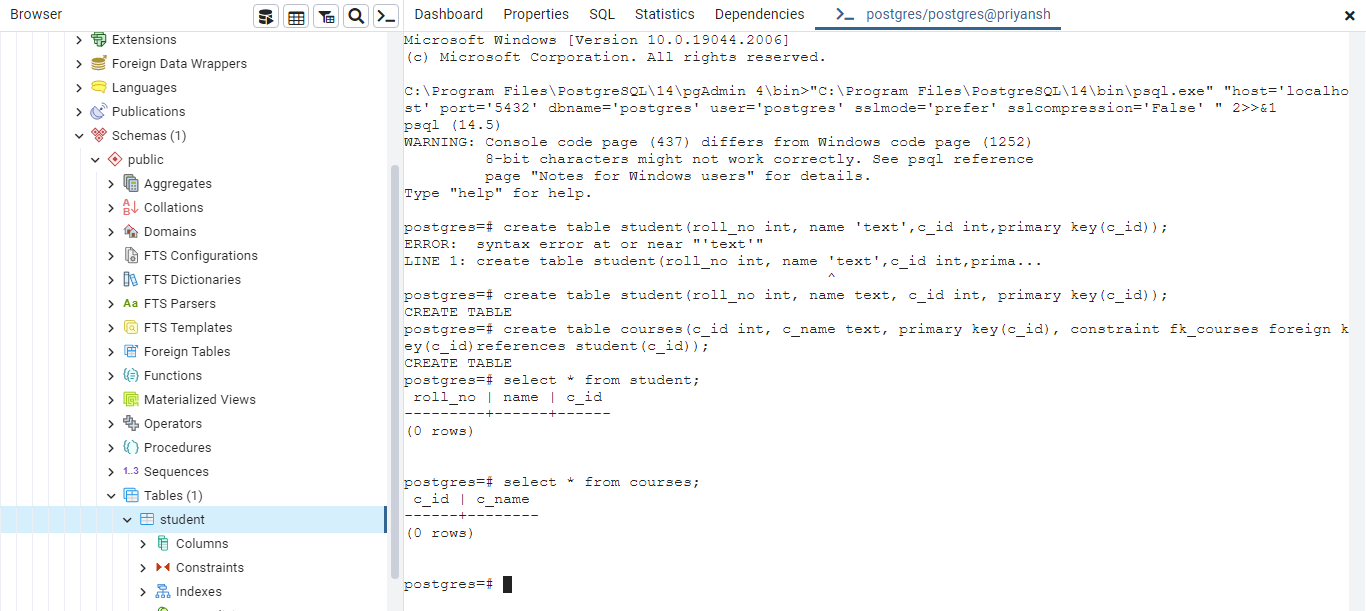 Browser
Dashboard Properties SQL Statistics Dependencies postgres/postgres@priyansh
Extensions
Foreign Data Wrappers
Languages
Publications
Schemas (1)
public
Aggregates
Collations
Domains
FTS Configurations
FTS Dictionaries
Aa FTS Parsers
FTS Templates
Foreign Tables
Functions
Materialized Views
Operators
Procedures
1..3 Sequences
Tables (1)
student
Columns
Constraints
Indexes
Microsoft Windows [Version 10.0.19044.2006]
(c) Microsoft Corporation. All rights reserved.
C:\Program Files\PostgreSQL\14\pgAdmin 4\bin>"C:\Program Files\PostgreSQL\14\bin\psql.exe" "host='localho
st' port='5432' dbname='postgres' user='postgres' sslmode='prefer' sslcompression='False' " 2>>&1
psql (14.5)
WARNING: Console code page (437) differs from Windows code page (1252)
         8-bit characters might not work correctly. See psql reference
         page "Notes for Windows users" for details.
Type "help" for help.
postgres=# create table student(roll_no int, name 'text',c_id int,primary key(c_id));
ERROR:  syntax error at or near "'text'"
LINE 1: create table student(roll_no int, name 'text',c_id int,prima...
                                               ^
postgres=# create table student(roll_no int, name text, c_id int, primary key(c_id));
CREATE TABLE
postgres=# create table courses(c_id int, c_name text, primary key(c_id), constraint fk_courses foreign k
ey(c_id)references student(c_id));
CREATE TABLE
postgres=# select * from student;
 roll_no | name | c_id
---------+------+------
(0 rows)
postgres=# select * from courses;
 c_id | c_name
------+--------
(0 rows)
postgres=#